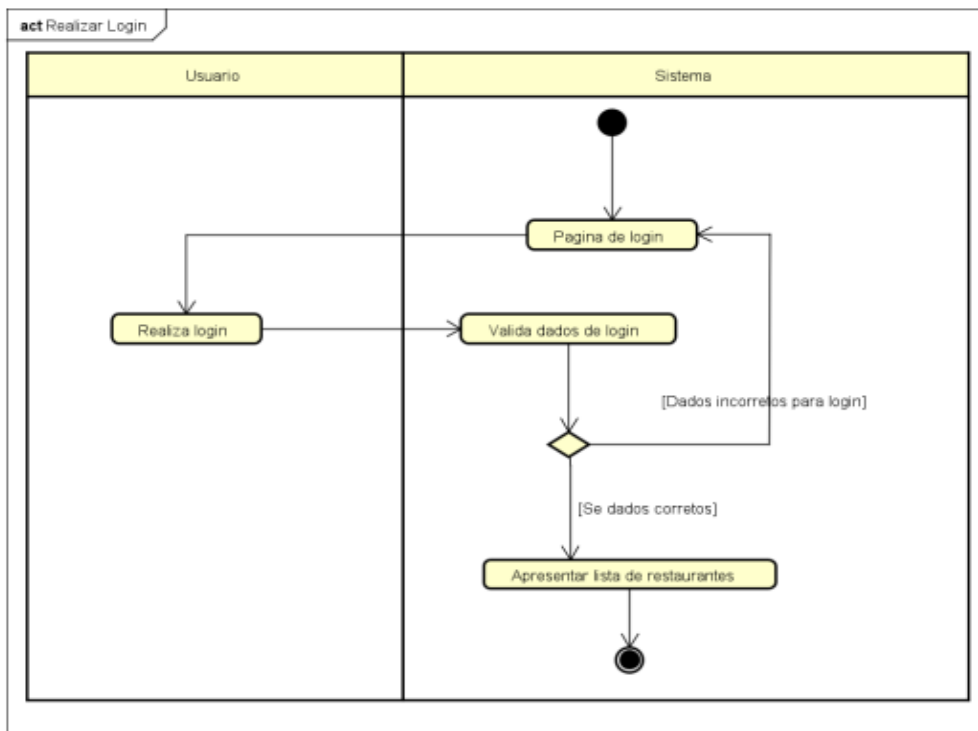 act Realizar Login
Usuario
Sistema
Pagina de login
Realiza login
Valida dados de login
[Dados incorretos para login]
[Se dados corretos]
Apresentar lista de restaurantes